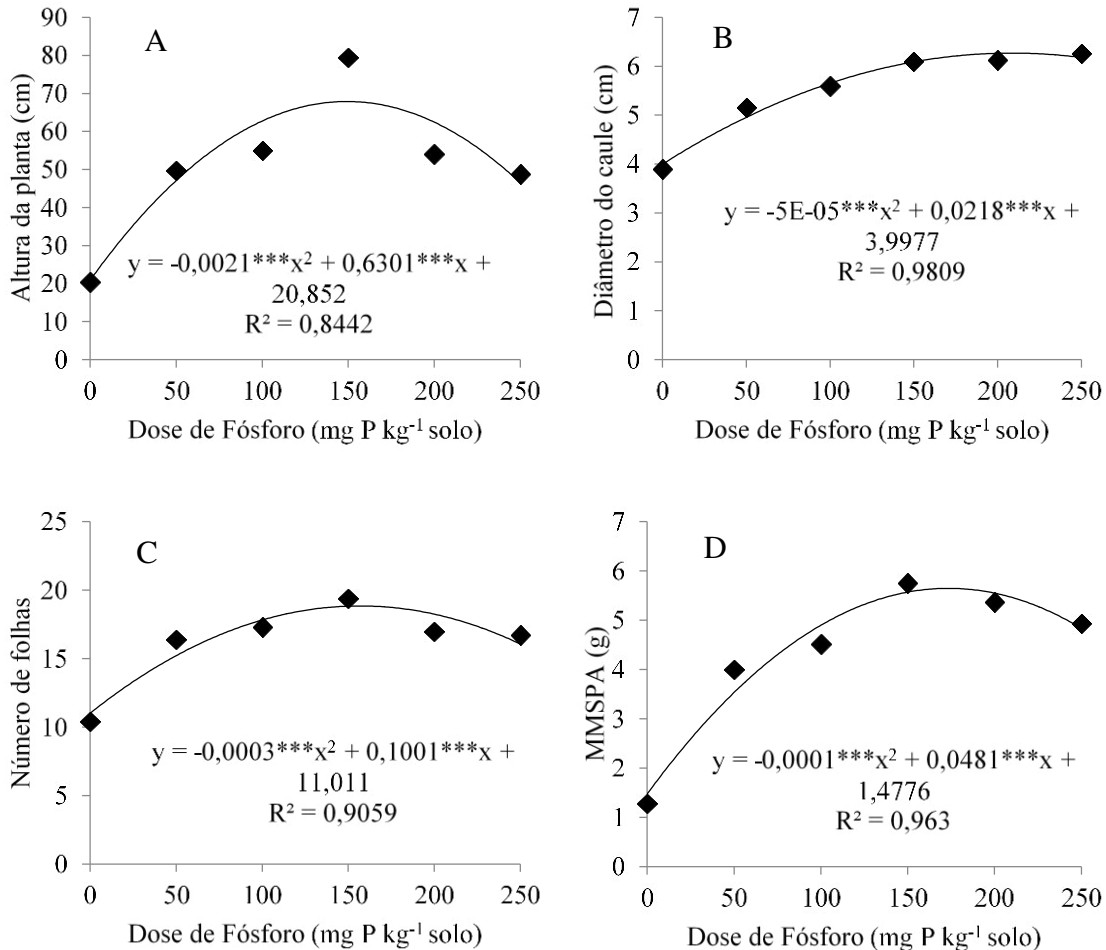 A
Altura da planta (cm)
90
80
70
60
50
40
30
20
10
0
y = -0,0021***x² + 0,6301***x +
20,852
R² = 0,8442
0 50 100 150 200 250
Dose de Fósforo (mg P kg⁻¹ solo)
B
Diâmetro do caule (cm)
7
6
5
4
3
2
1
0
y = -5E-05***x² + 0,0218***x +
3,9977
R² = 0,9809
0 50 100 150 200 250
Dose de Fósforo (mg P kg⁻¹ solo)
C
Número de folhas
25
20
15
10
5
0
y = -0,0003***x² + 0,1001***x +
11,011
R² = 0,9059
0 50 100 150 200 250
Dose de Fósforo (mg P kg⁻¹ solo)
D
MMSPA (g)
7
6
5
4
3
2
1
0
y = -0,0001***x² + 0,0481***x +
1,4776
R² = 0,963
0 50 100 150 200 250
Dose de Fósforo (mg P kg⁻¹ solo)